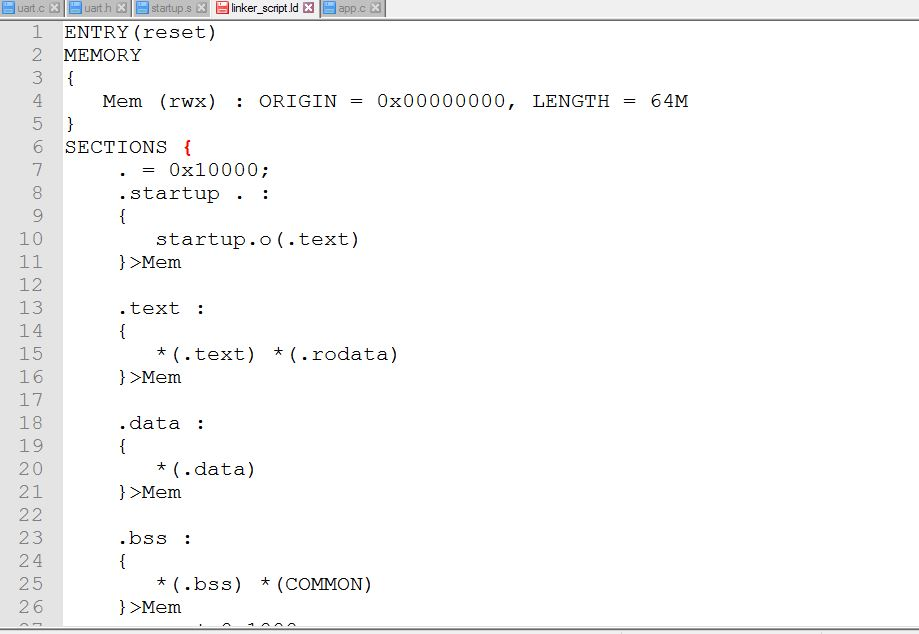 uart.c uart.h startup.s linker_script.ld app.c
1 ENTRY(reset)
2 MEMORY
3 {
4 Mem (rwx) : ORIGIN = 0x00000000, LENGTH = 64M
5 }
6 SECTIONS {
7 . = 0x10000;
8 .startup . :
9 {
10 startup.o(.text)
11 }>Mem
12
13 .text :
14 {
15 *(.text) *(.rodata)
16 }>Mem
17
18 .data :
19 {
20 *(.data)
21 }>Mem
22
23 .bss :
24 {
25 *(.bss) *(COMMON)
26 }>Mem